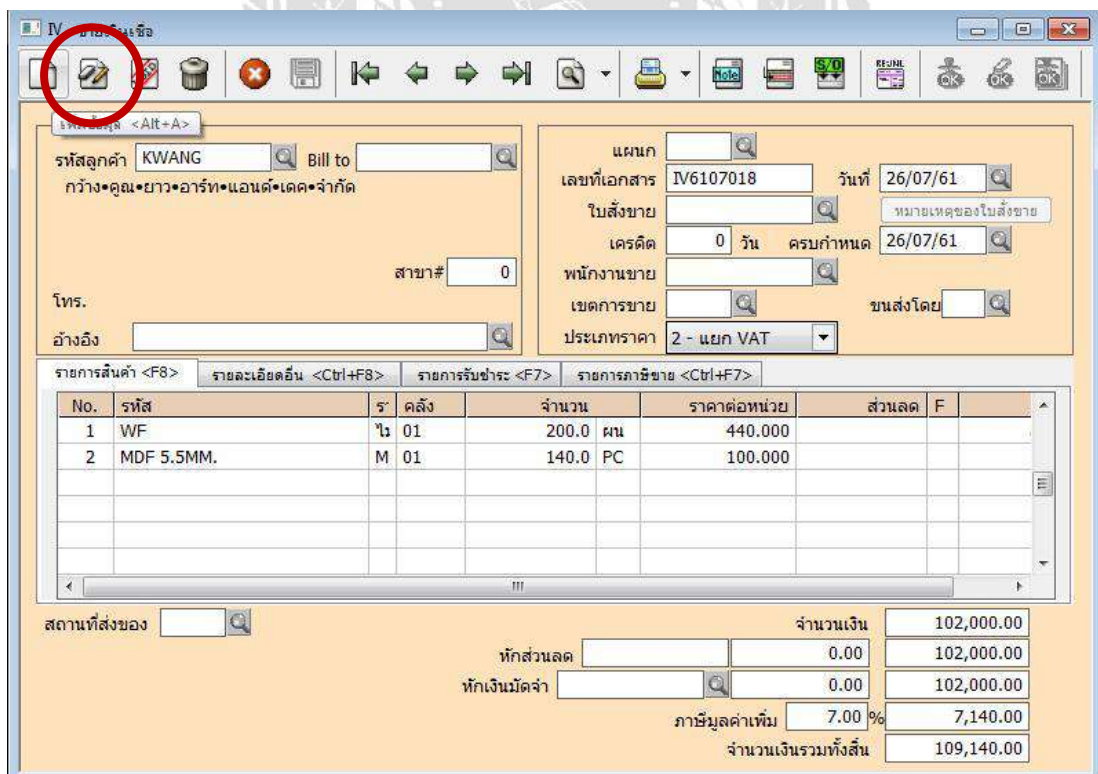 IV
Note
S/O
RE:JNL
OK
OK
OK
<Alt+A>
รหัสลูกค้า KWANG Bill to
กว้าง•คูณ•ยาว•อาร์ท•แอนด์•เดค•จำกัด
สาขา# 0
โทร.
อ้างอิง
แผนก
เลขที่เอกสาร IV6107018 วันที่ 26/07/61
ใบสั่งขาย หมายเหตุของใบสั่งขาย
เครดิต 0 วัน ครบกำหนด 26/07/61
พนักงานขาย
เขตการขาย ขนส่งโดย
ประเภทราคา 2 - แยก VAT
รายการสินค้า <F8> รายละเอียดอื่น <Ctrl+F8> รายการรับชำระ <F7> รายการภาษีขาย <Ctrl+F7>
No. รหัส คลัง จำนวน ราคาต่อหน่วย ส่วนลด F
1 WF 01 200.0 ผน 440.000
2 MDF 5.5MM. M 01 140.0 PC 100.000
สถานที่ส่งของ จำนวนเงิน 102,000.00
หักส่วนลด 0.00 102,000.00
หักเงินมัดจำ 0.00 102,000.00
ภาษีมูลค่าเพิ่ม 7.00 % 7,140.00
จำนวนเงินรวมทั้งสิ้น 109,140.00